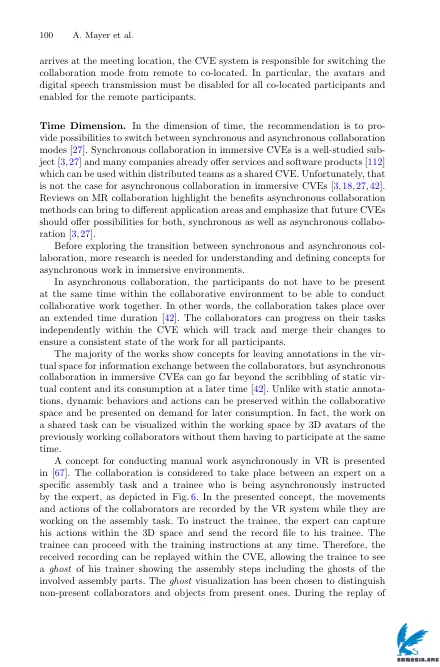 100 A. Mayer et al.
arrives at the meeting location, the CVE system is responsible for switching the
collaboration mode from remote to co-located. In particular, the avatars and
digital speech transmission must be disabled for all co-located participants and
enabled for the remote participants.
Time Dimension. In the dimension of time, the recommendation is to pro-
vide possibilities to switch between synchronous and asynchronous collaboration
modes [27]. Synchronous collaboration in immersive CVEs is a well-studied sub-
ject [3,27] and many companies already offer services and software products [112]
which can be used within distributed teams as a shared CVE. Unfortunately, that
is not the case for asynchronous collaboration in immersive CVEs [3,18,27,42].
Reviews on MR collaboration highlight the benefits asynchronous collaboration
methods can bring to different application areas and emphasize that future CVEs
should offer possibilities for both, synchronous as well as asynchronous collabo-
ration [3,27].
Before exploring the transition between synchronous and asynchronous col-
laboration, more research is needed for understanding and defining concepts for
asynchronous work in immersive environments.
In asynchronous collaboration, the participants do not have to be present
at the same time within the collaborative environment to be able to conduct
collaborative work together. In other words, the collaboration takes place over
an extended time duration [42]. The collaborators can progress on their tasks
independently within the CVE which will track and merge their changes to
ensure a consistent state of the work for all participants.
The majority of the works show concepts for leaving annotations in the vir-
tual space for information exchange between the collaborators, but asynchronous
collaboration in immersive CVEs can go far beyond the scribbling of static vir-
tual content and its consumption at a later time [42]. Unlike with static annota-
tions, dynamic behaviors and actions can be preserved within the collaborative
space and be presented on demand for later consumption. In fact, the work on
a shared task can be visualized within the working space by 3D avatars of the
previously working collaborators without them having to participate at the same
time.
A concept for conducting manual work asynchronously in VR is presented
in [67]. The collaboration is considered to take place between an expert on a
specific assembly task and a trainee who is being asynchronously instructed
by the expert, as depicted in Fig. 6. In the presented concept, the movements
and actions of the collaborators are recorded by the VR system while they are
working on the assembly task. To instruct the trainee, the expert can capture
his actions within the 3D space and send the record file to his trainee. The
trainee can proceed with the training instructions at any time. Therefore, the
received recording can be replayed within the CVE, allowing the trainee to see
a ghost of his trainer showing the assembly steps including the ghosts of the
involved assembly parts. The ghost visualization has been chosen to distinguish
non-present collaborators and objects from present ones. During the replay of